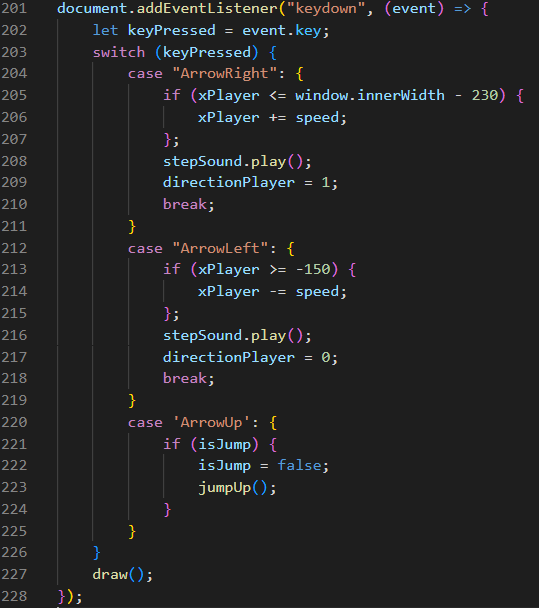 201 document.addEventListener("keydown", (event) => {
202     let keyPressed = event.key;
203     switch (keyPressed) {
204         case "ArrowRight": {
205             if (xPlayer <= window.innerWidth - 230) {
206                 xPlayer += speed;
207             };
208             stepSound.play();
209             directionPlayer = 1;
210             break;
211         }
212         case "ArrowLeft": {
213             if (xPlayer >= -150) {
214                 xPlayer -= speed;
215             };
216             stepSound.play();
217             directionPlayer = 0;
218             break;
219         }
220         case 'ArrowUp': {
221             if (isJump) {
222                 isJump = false;
223                 jumpUp();
224             }
225         }
226     }
227     draw();
228 });